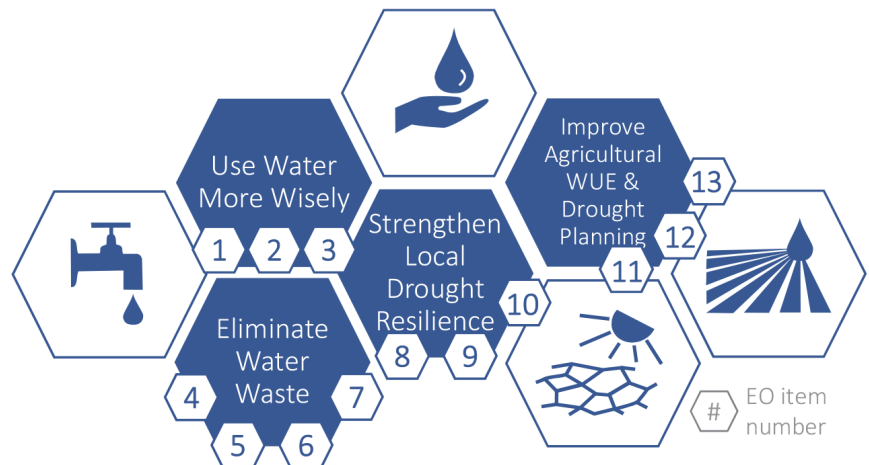 Use Water
More Wisely
1 2 3
Eliminate
Water
Waste
4 5 6 7
Strengthen
Local
Drought
Resilience
8 9 10
Improve
Agricultural
WUE &
Drought
Planning
11 12 13
# EO item
number